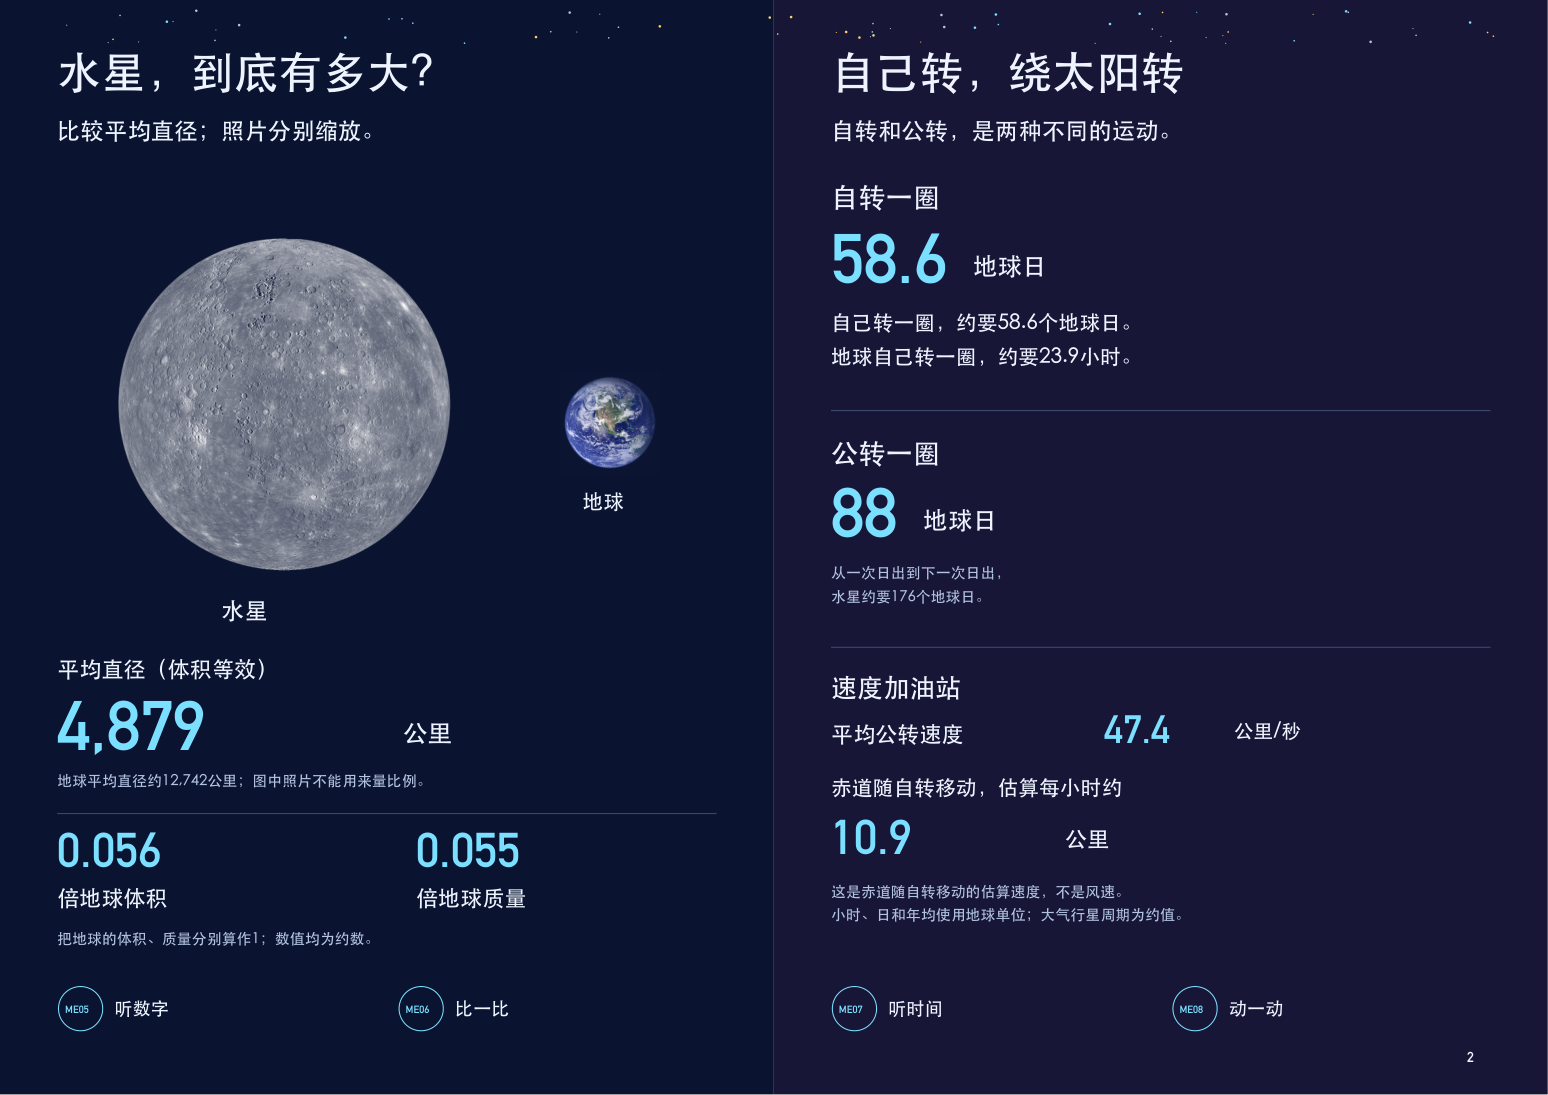 水星，到底有多大？
比较平均直径；照片分别缩放。
水星
地球
平均直径（体积等效）
4,879 公里
地球平均直径约12,742公里；图中照片不能用来量比例。
0.056 0.055
倍地球体积 倍地球质量
把地球的体积、质量分别算作1；数值均为约数。
ME05 听数字 ME06 比一比
自己转，绕太阳转
自转和公转，是两种不同的运动。
自转一圈
58.6 地球日
自己转一圈，约要58.6个地球日。
地球自己转一圈，约要23.9小时。
公转一圈
88 地球日
从一次日出到下一次日出，
水星约要176个地球日。
速度加油站
平均公转速度 47.4 公里/秒
赤道随自转移动，估算每小时约
10.9 公里
这是赤道随自转移动的估算速度，不是风速。
小时、日和年均使用地球单位；大气行星周期为约值。
ME07 听时间 ME08 动一动
2